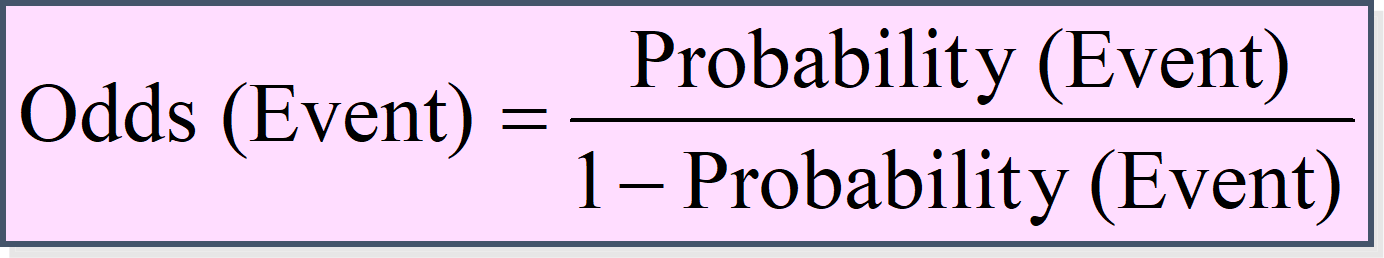 Odds (Event) = Probability (Event)
1 – Probability (Event)